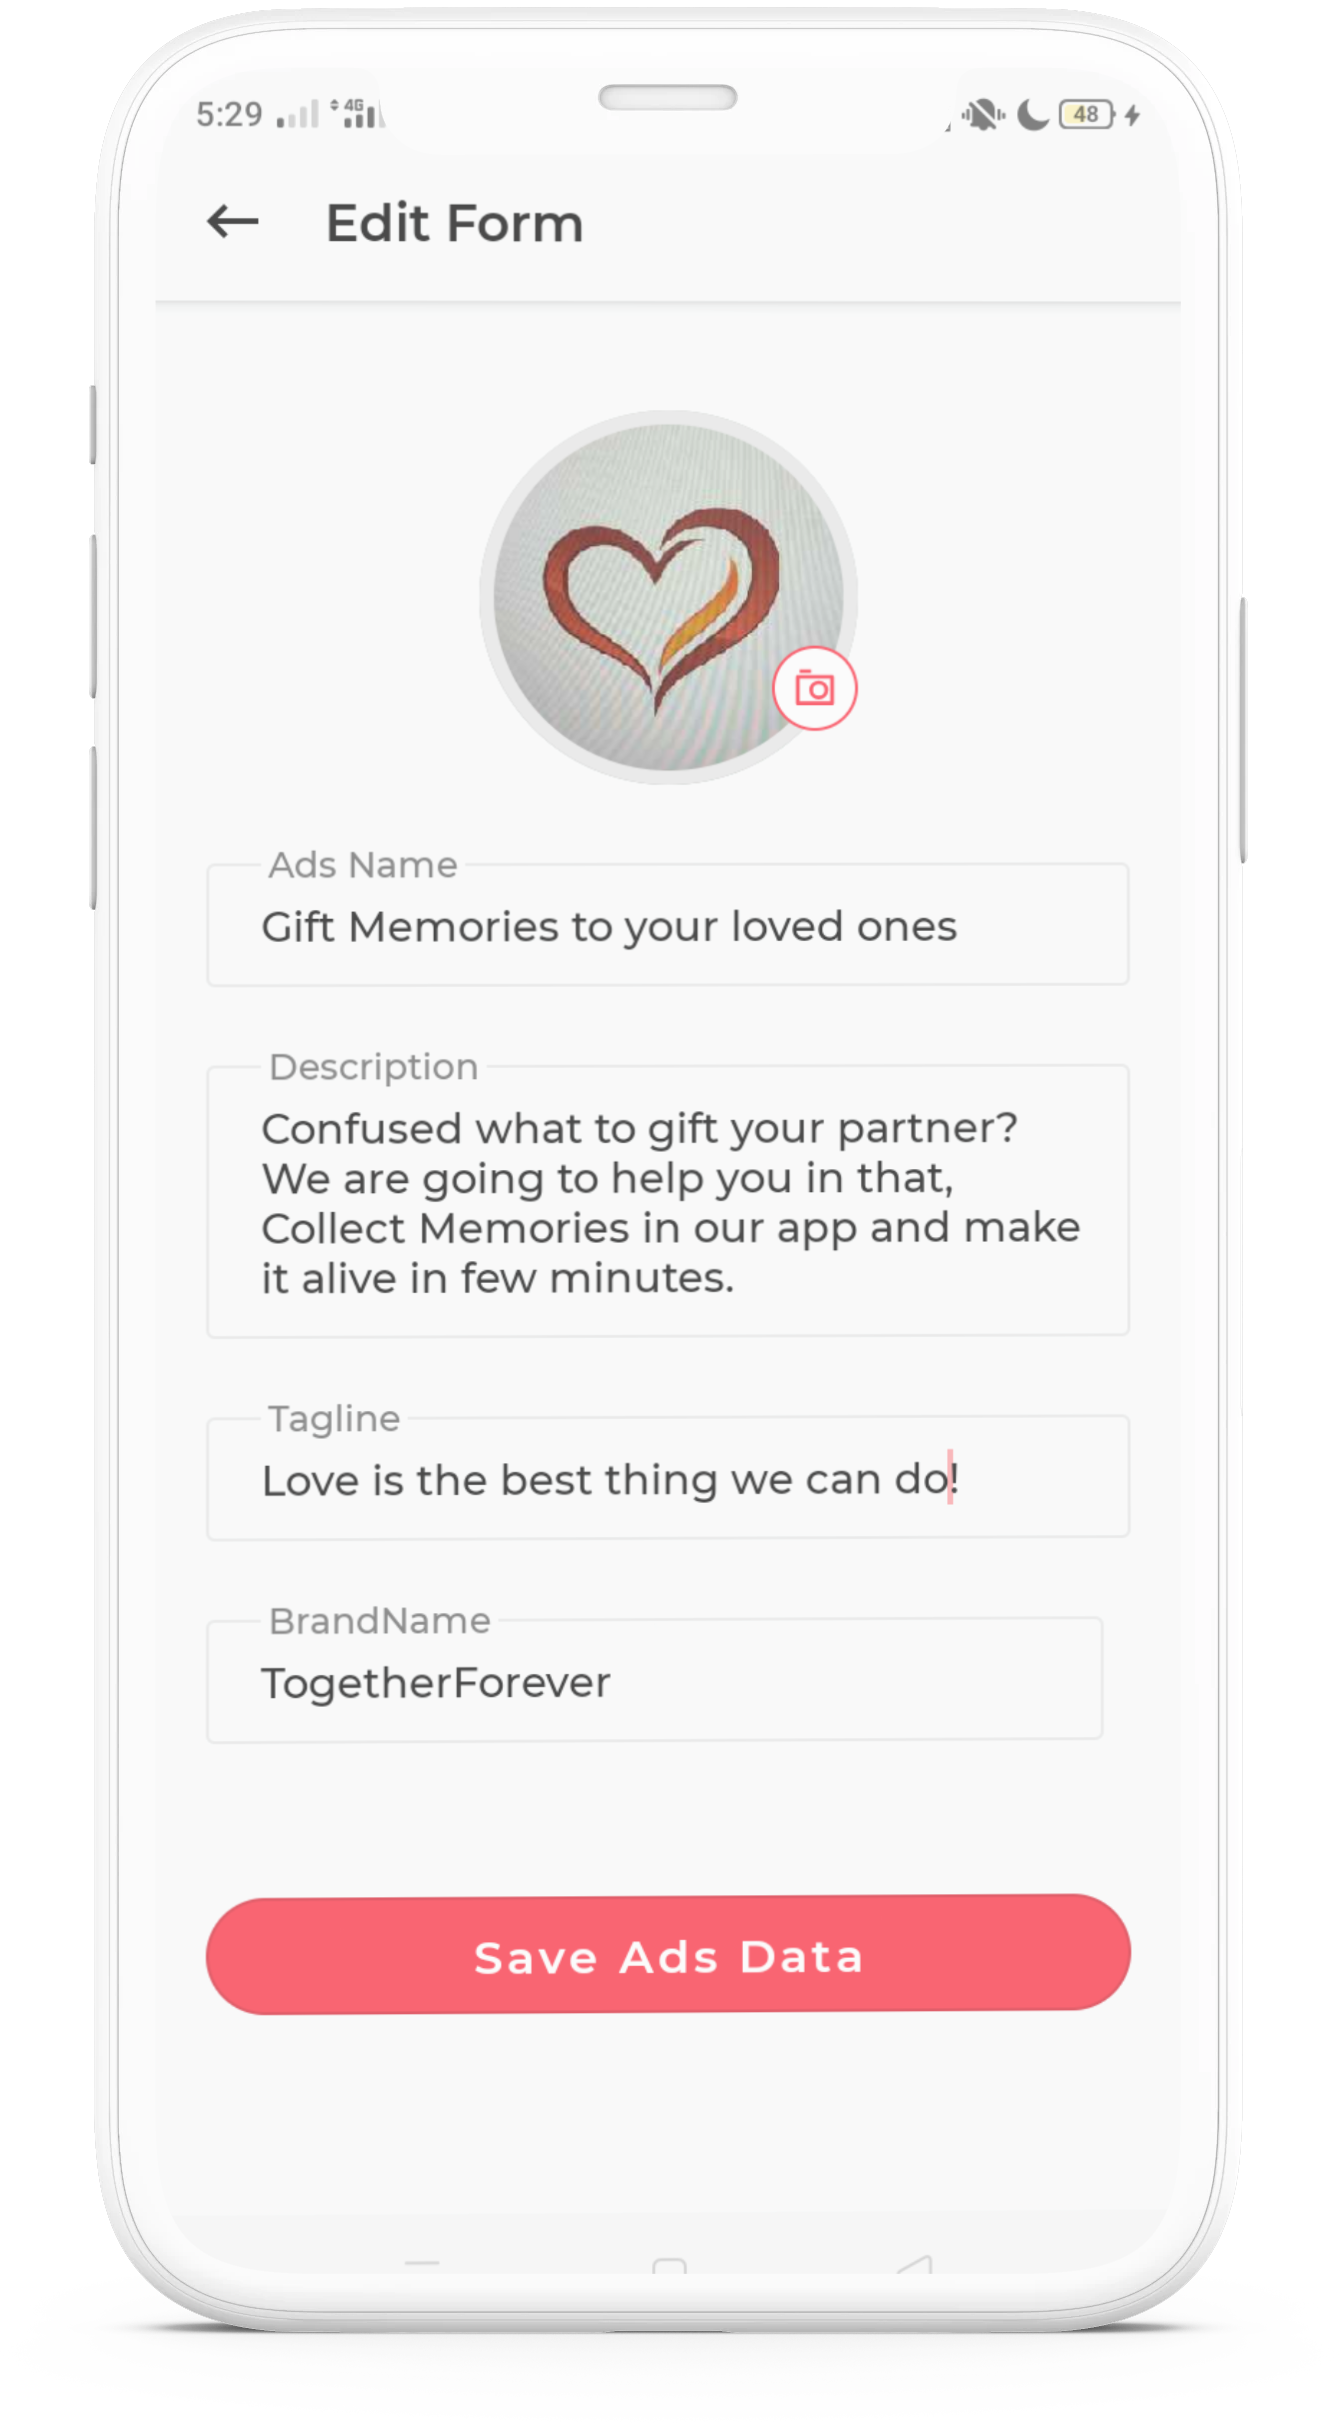 5:29 4G 48
Edit Form
Ads Name
Gift Memories to your loved ones
Description
Confused what to gift your partner?
We are going to help you in that,
Collect Memories in our app and make
it alive in few minutes.
Tagline
Love is the best thing we can do!
BrandName
TogetherForever
Save Ads Data